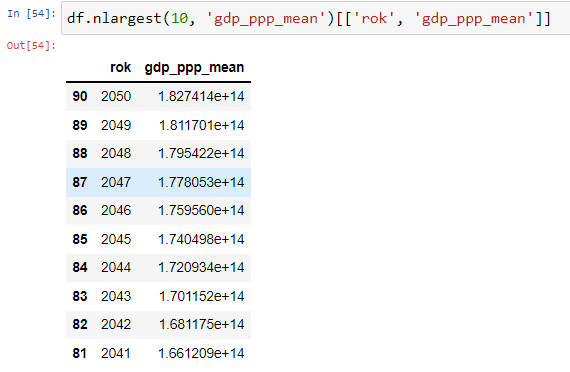 In [54]: df.nlargest(10, 'gdp_ppp_mean')[['rok', 'gdp_ppp_mean']]
Out[54]:
rok gdp_ppp_mean
90 2050 1.827414e+14
89 2049 1.811701e+14
88 2048 1.795422e+14
87 2047 1.778053e+14
86 2046 1.759560e+14
85 2045 1.740498e+14
84 2044 1.720934e+14
83 2043 1.701152e+14
82 2042 1.681175e+14
81 2041 1.661209e+14